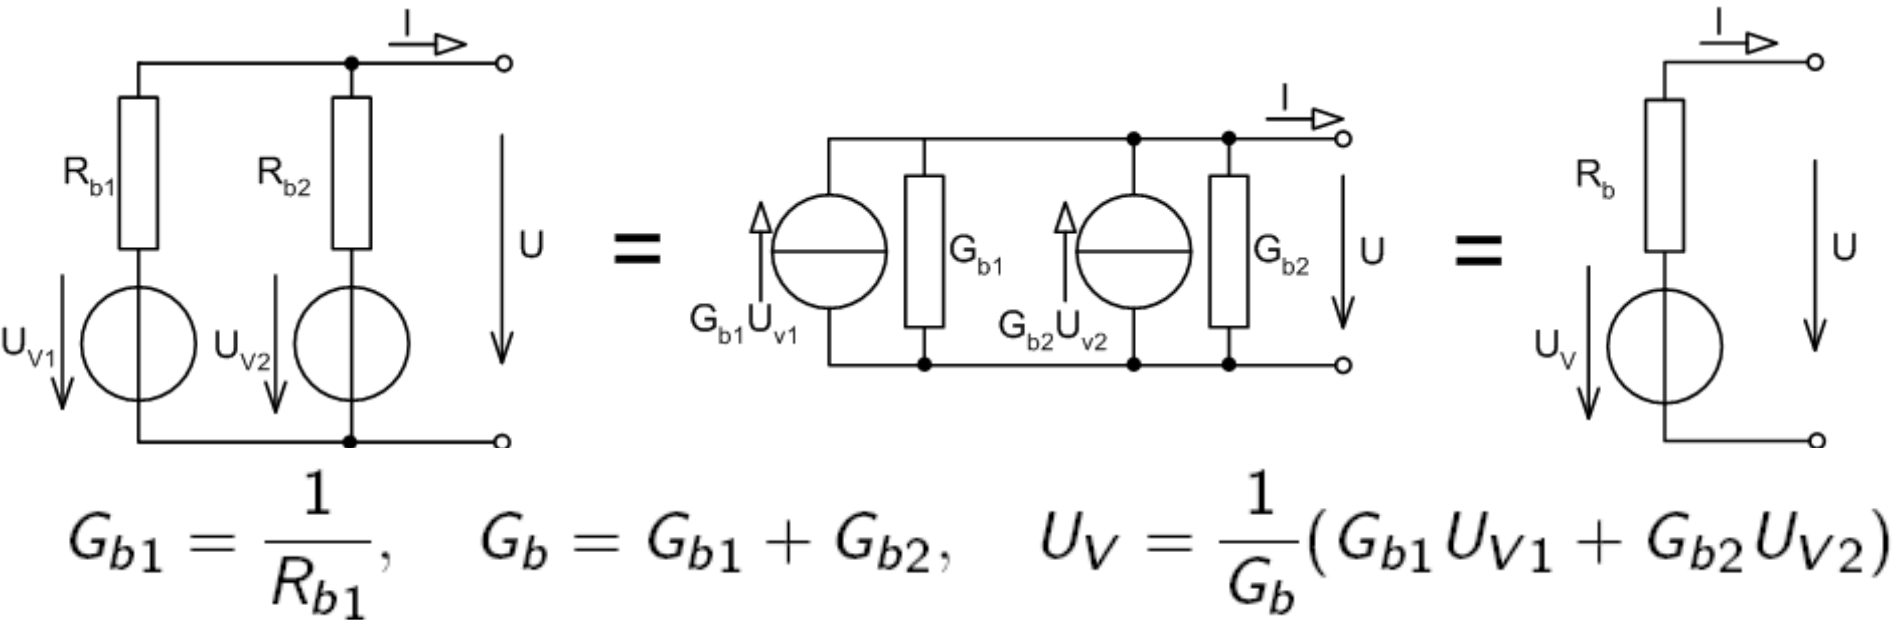 I
R_b1
R_b2
U
U_V1
U_V2
=
I
G_b1
G_b2
U
G_b1U_v1
G_b2U_v2
=
I
R_b
U
U_V
G_b1 = 1/R_b1, G_b = G_b1 + G_b2, U_V = 1/G_b (G_b1 U_V1 + G_b2 U_V2)